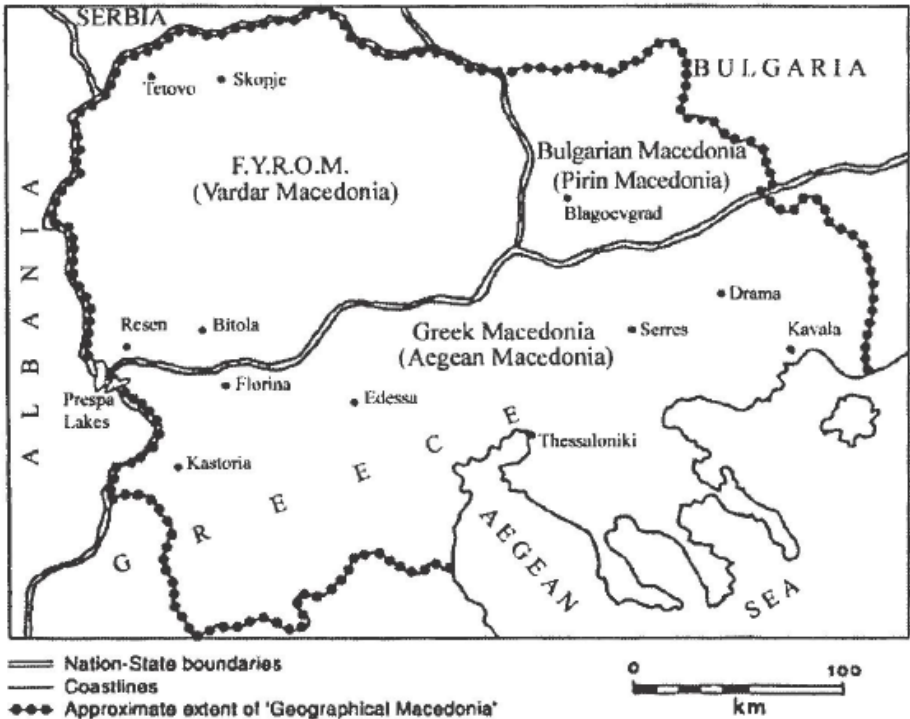 SERBIA
BULGARIA
Tetovo
Skopje
F.Y.R.O.M.
(Vardar Macedonia)
Bulgarian Macedonia
(Pirin Macedonia)
Blagoevgrad
ALBANIA
Resen
Bitola
Drama
Greek Macedonia
(Aegean Macedonia)
Serres
Kavala
Prespa
Lakes
Florina
Edessa
Thessaloniki
Kastoria
GREECE
AEGEAN
SEA
Nation-State boundaries
Coastlines
Approximate extent of 'Geographical Macedonia'
0 100
km